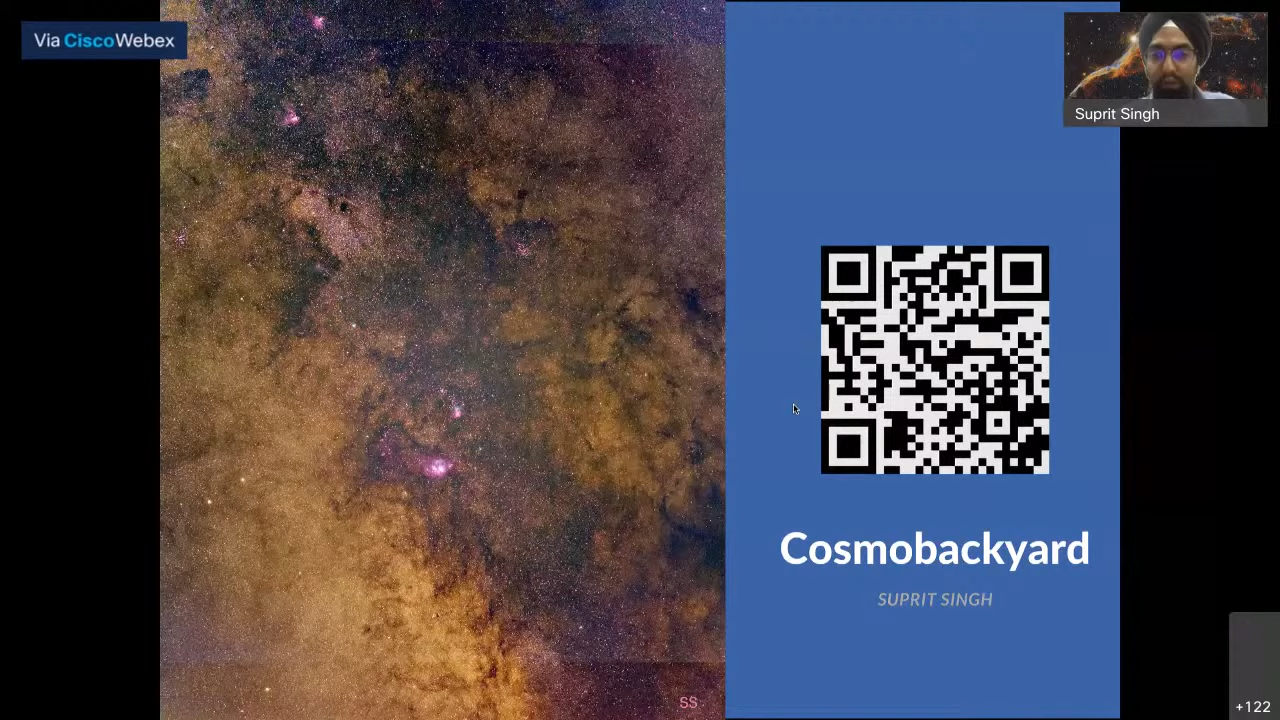 Via CiscoWebex
Suprit Singh
Cosmobackyard
SUPRIT SINGH
SS
+122